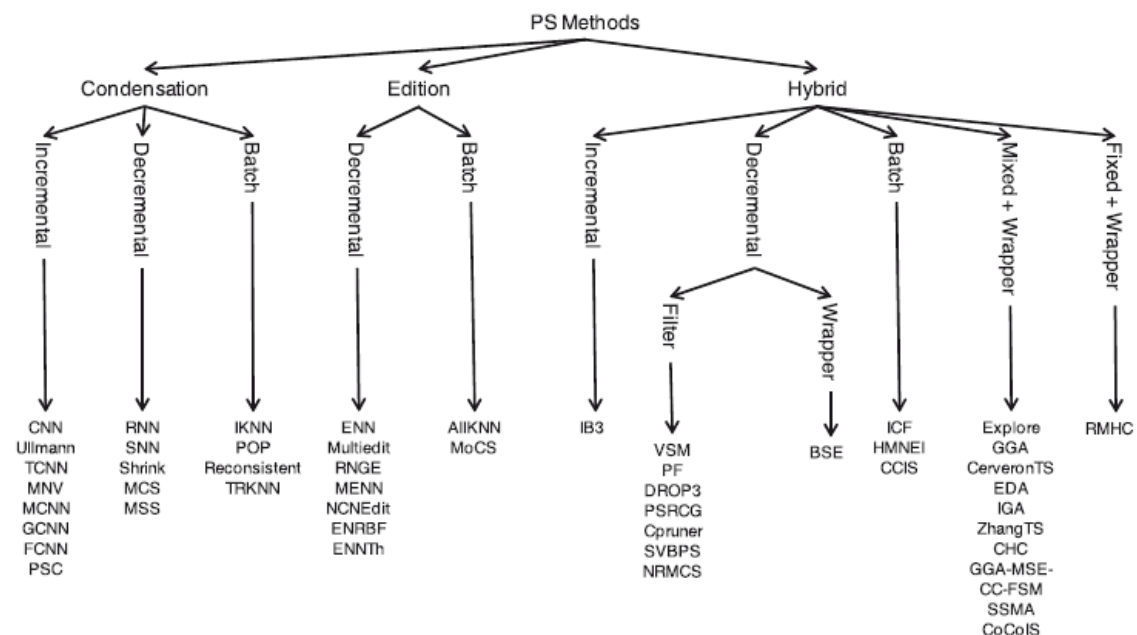 PS Methods
Condensation
Edition
Hybrid
Incremental
Decremental
Batch
Decremental
Batch
Incremental
Decremental
Batch
Mixed + Wrapper
Fixed + Wrapper
Filter
Wrapper
CNN
Ullmann
TCNN
MNV
MCNN
GCNN
FCNN
PSC
RNN
SNN
Shrink
MCS
MSS
IKNN
POP
Reconsistent
TRKNN
ENN
Multiedit
RNGE
MENN
NCNEdit
ENRBF
ENNTh
AllKNN
MoCS
IB3
VSM
PF
DROP3
PSRCG
Cpruner
SVBPS
NRMCS
BSE
ICF
HMNEI
CCIS
Explore
GGA
CerveronTS
EDA
IGA
ZhangTS
CHC
GGA-MSE-
CC-FSM
SSMA
CoCoIS
RMHC